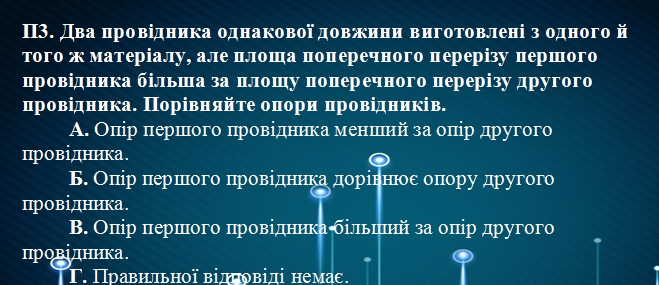 П3. Два провідника однакової довжини виготовлені з одного й
того ж матеріалу, але площа поперечного перерізу першого
провідника більша за площу поперечного перерізу другого
провідника. Порівняйте опори провідників.
А. Опір першого провідника менший за опір другого
провідника.
Б. Опір першого провідника дорівнює опору другого
провідника.
В. Опір першого провідника більший за опір другого
провідника.
Г. Правильної відповіді немає.